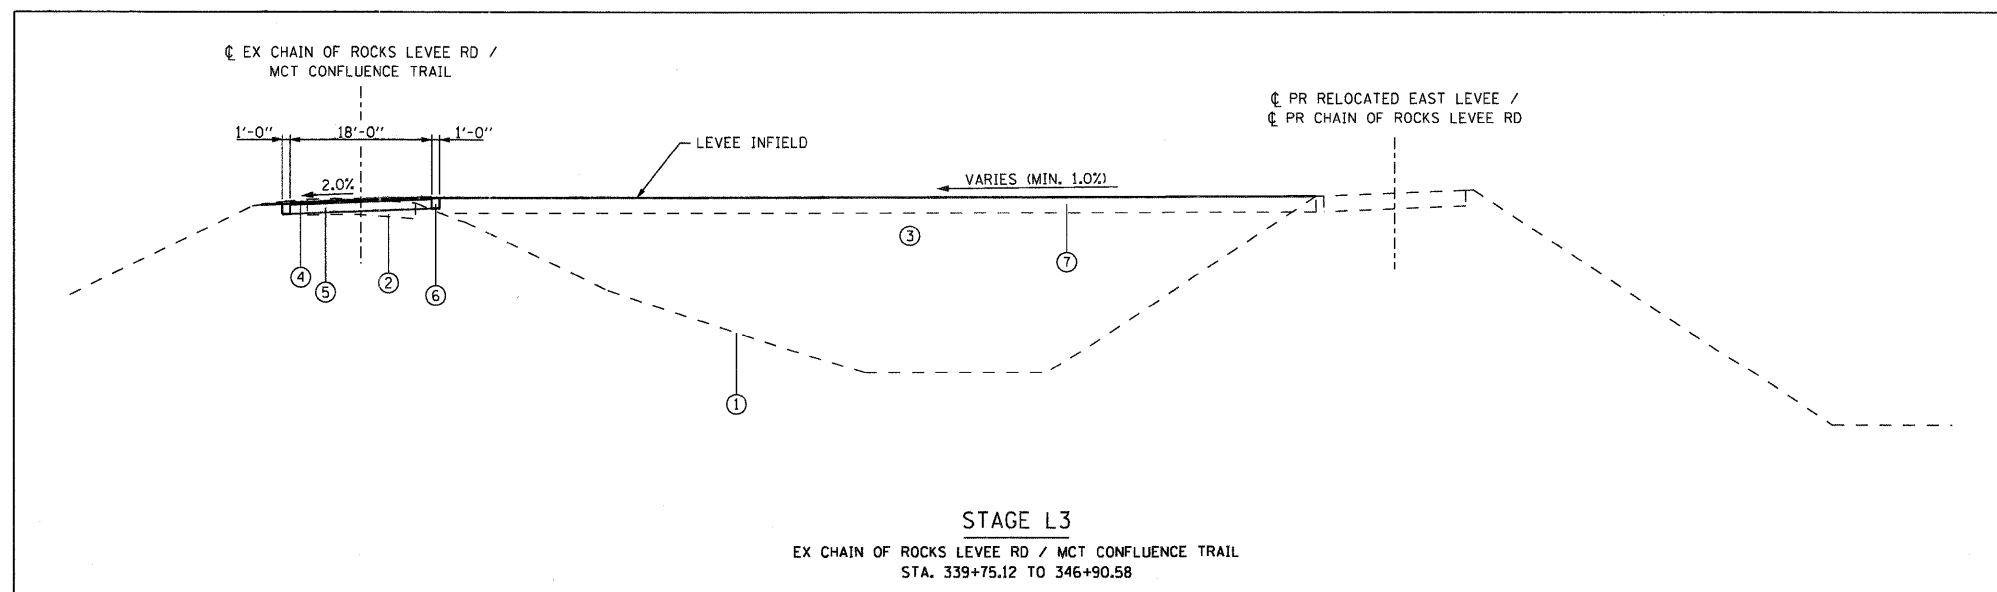 ℄ EX CHAIN OF ROCKS LEVEE RD /
MCT CONFLUENCE TRAIL
℄ PR RELOCATED EAST LEVEE /
℄ PR CHAIN OF ROCKS LEVEE RD
1'-0" 18'-0" 1'-0"
LEVEE INFIELD
2.0%
VARIES (MIN. 1.0%)
3
7
4
2
5
6
1
STAGE L3
EX CHAIN OF ROCKS LEVEE RD / MCT CONFLUENCE TRAIL
STA. 339+75.12 TO 346+90.58